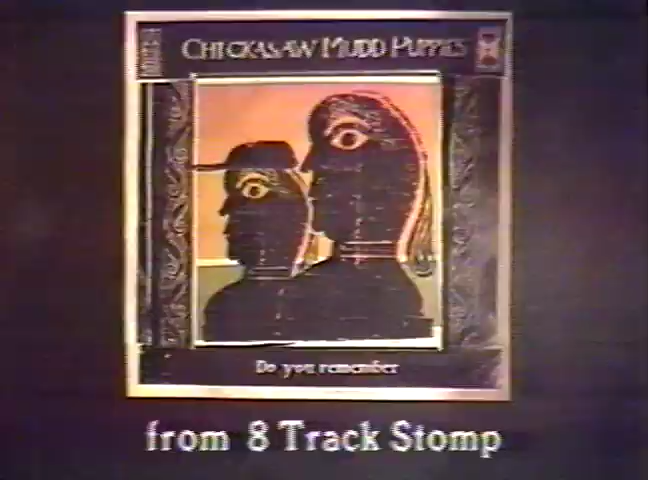 CHICKASAW MUDD PUPPIES
Do you remember
from 8 Track Stomp